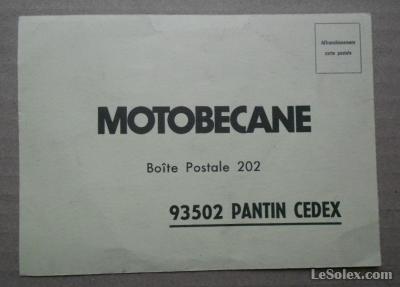 Affranchissement
carte postale
MOTOBECANE
Boîte Postale 202
93502 PANTIN CEDEX
LeSolex.com